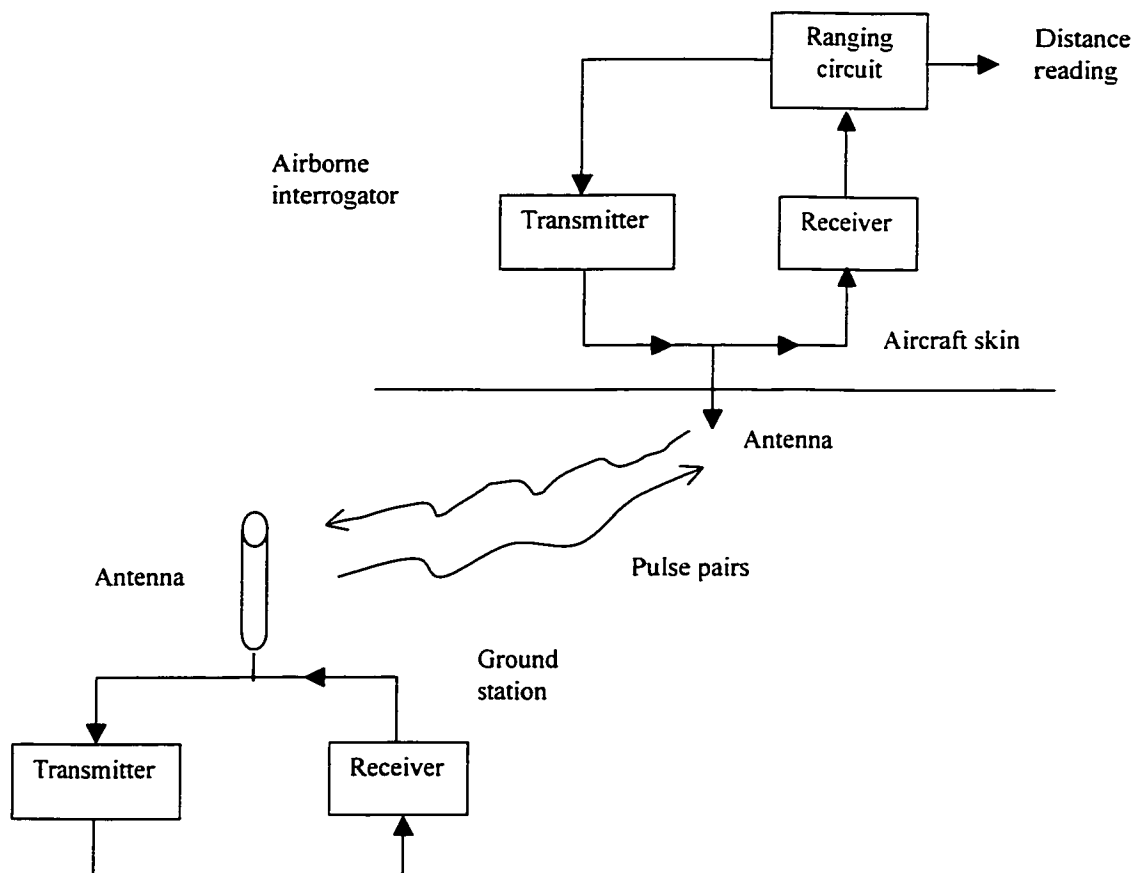 Ranging
circuit
Distance
reading
Airborne
interrogator
Transmitter
Receiver
Aircraft skin
Antenna
Antenna
Pulse pairs
Ground
station
Transmitter
Receiver